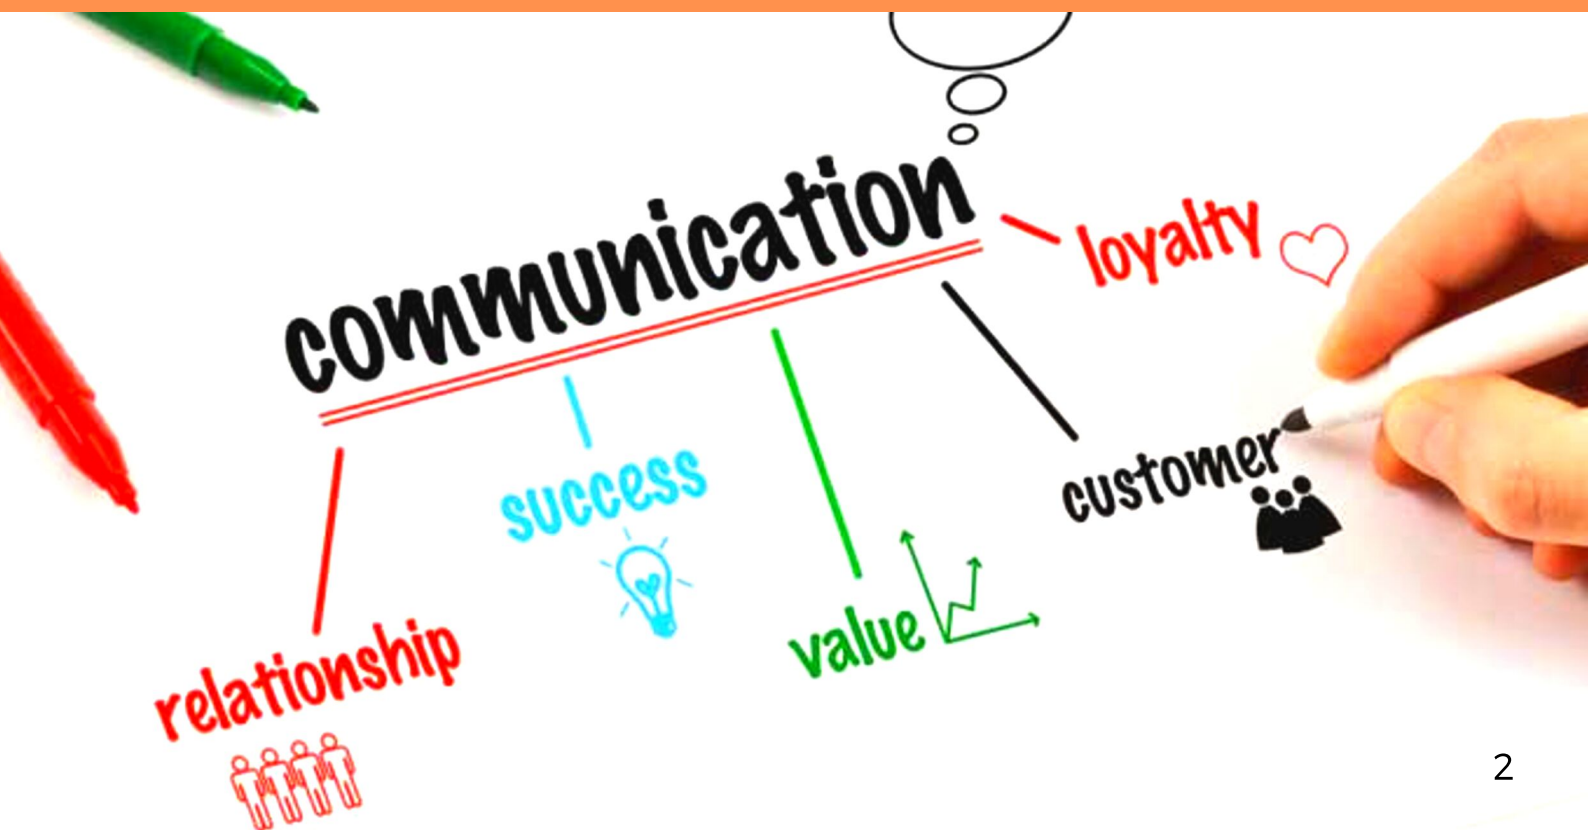 communication
loyalty
customer
success
value
relationship
2